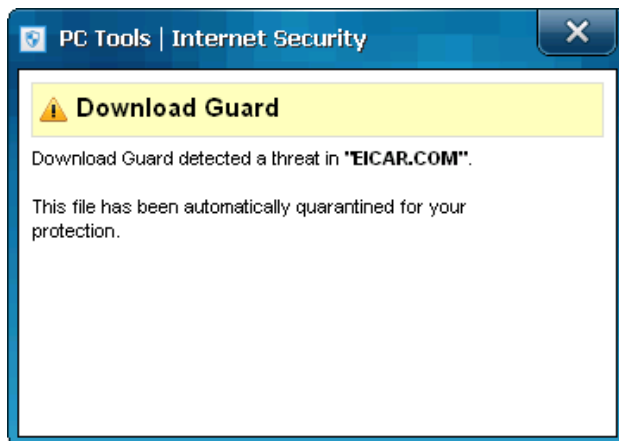 PC Tools | Internet Security
Download Guard
Download Guard detected a threat in "EICAR.COM".
This file has been automatically quarantined for your
protection.